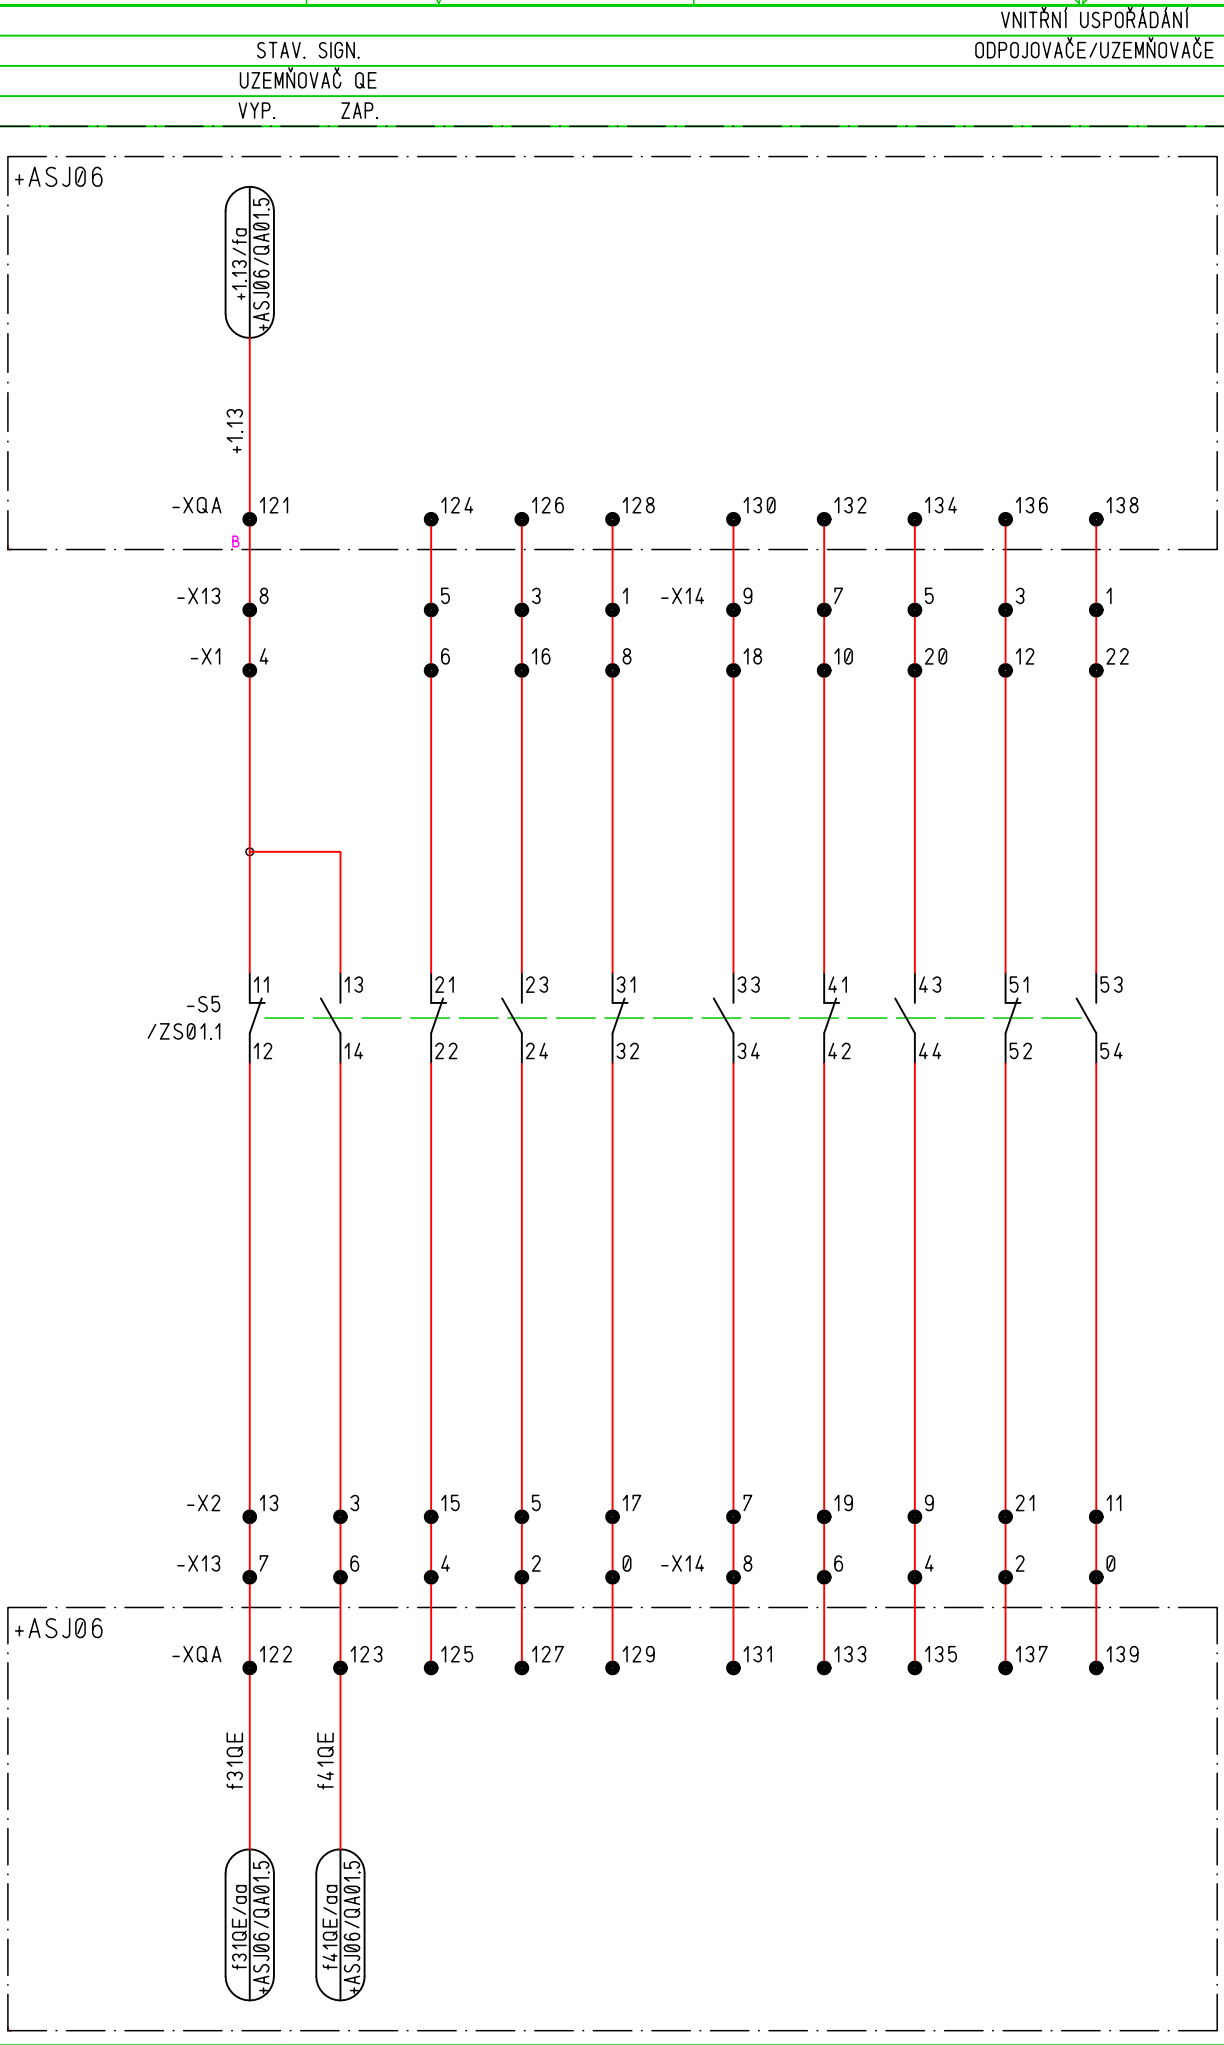 VNITŘNÍ USPOŘÁDÁNÍ
STAV. SIGN. ODPOJOVAČE/UZEMŇOVAČE
UZEMŇOVAČ QE
VYP. ZAP.
+ASJ06
+1.13/fa
+ASJ06/QA01.5
+1.13
-XQA 121 124 126 128 130 132 134 136 138
B
-X13 8 5 3 1 -X14 9 7 5 3 1
-X1 4 6 16 8 18 10 20 12 22
11 13 21 23 31 33 41 43 51 53
-S5
/ZS01.1
12 14 22 24 32 34 42 44 52 54
-X2 13 3 15 5 17 7 19 9 21 11
-X13 7 6 4 2 0 -X14 8 6 4 2 0
+ASJ06
-XQA 122 123 125 127 129 131 133 135 137 139
f31QE
f41QE
f31QE/aa
+ASJ06/QA01.5
f41QE/aa
+ASJ06/QA01.5